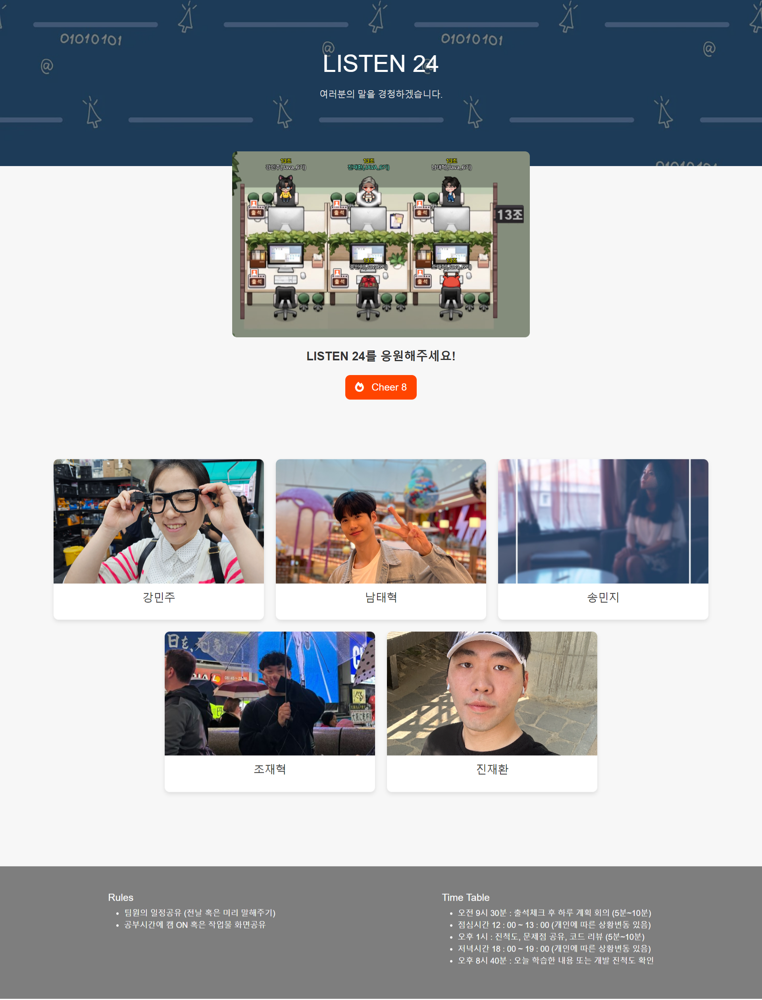 01010101
01010101
@
@
@
@
LISTEN 24
여러분의 말을 경청하겠습니다.
13조
13조
13조
강민주(Java_6기)
진재환(JAVA_6기)
남태혁(Java_6기)
출석
출석
출석
13조
13조
13조
송민지(Java6기)
조재혁(Java_6기)
출석
출석
출석
LISTEN 24를 응원해주세요!
Cheer 8
강민주
남태혁
송민지
日を、元気に
08:45~22:00
조재혁
진재환
Rules
팀원의 일정공유 (전날 혹은 미리 말해주기)
공부시간에 캠 ON 혹은 작업물 화면공유
Time Table
오전 9시 30분 : 출석체크 후 하루 계획 회의 (5분~10분)
점심시간 12 : 00 ~ 13 : 00 (개인에 따른 상황변동 있음)
오후 1시 : 진척도, 문제점 공유, 코드 리뷰 (5분~10분)
저녁시간 18 : 00 ~ 19 : 00 (개인에 따른 상황변동 있음)
오후 8시 40분 : 오늘 학습한 내용 또는 개발 진척도 확인